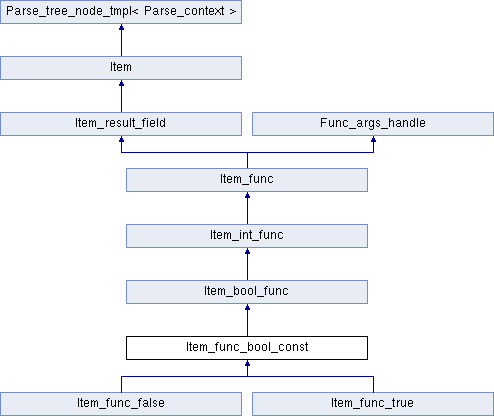 Parse_tree_node_tmpl< Parse_context >
Item
Item_result_field
Func_args_handle
Item_func
Item_int_func
Item_bool_func
Item_func_bool_const
Item_func_false
Item_func_true